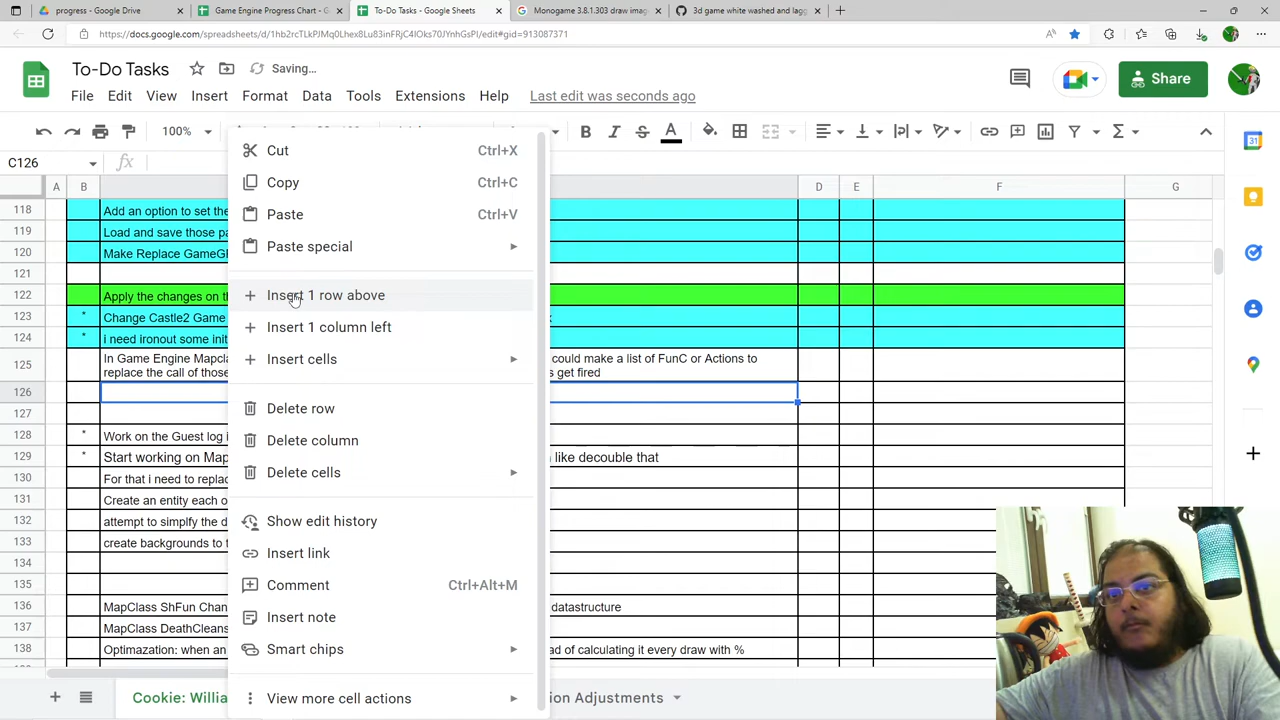 progress - Google Drive
Game Engine Progress Chart - G
To-Do Tasks - Google Sheets
Monogame 3.8.1.303 draw imag
3d game white washed and lagg
https://docs.google.com/spreadsheets/d/1hb2rcTLkPJMq0Lhex8Lu83inFRjC4IOks70JYnhGsPI/edit#gid=913087371
To-Do Tasks
Saving...
Share
File Edit View Insert Format Data Tools Extensions Help Last edit was seconds ago
100%
B I S A
C126 fx
A B D E F G
118 Add an option to set the
119 Load and save those pa
120 Make Replace GameGR
121
122 Apply the changes on th
123 * Change Castle2 Game
124 * i need ironout some init
125 In Game Engine Mapcla could make a list of FunC or Actions to
replace the call of those s get fired
126
127
128 * Work on the Guest log i
129 * Start working on Map like decouble that
130 For that i need to replac
131 Create an entity each o
132 attempt to simplfy the d
133 create backgrounds to t
134
135
136 MapClass ShFun Chan datastructure
137 MapClass DeathCleans
138 Optimazation: when an ad of calculating it every draw with %
Cut Ctrl+X
Copy Ctrl+C
Paste Ctrl+V
Paste special
Insert 1 row above
Insert 1 column left
Insert cells
Delete row
Delete column
Delete cells
Show edit history
Insert link
Comment Ctrl+Alt+M
Insert note
Smart chips
View more cell actions
Cookie: Willia
ion Adjustments